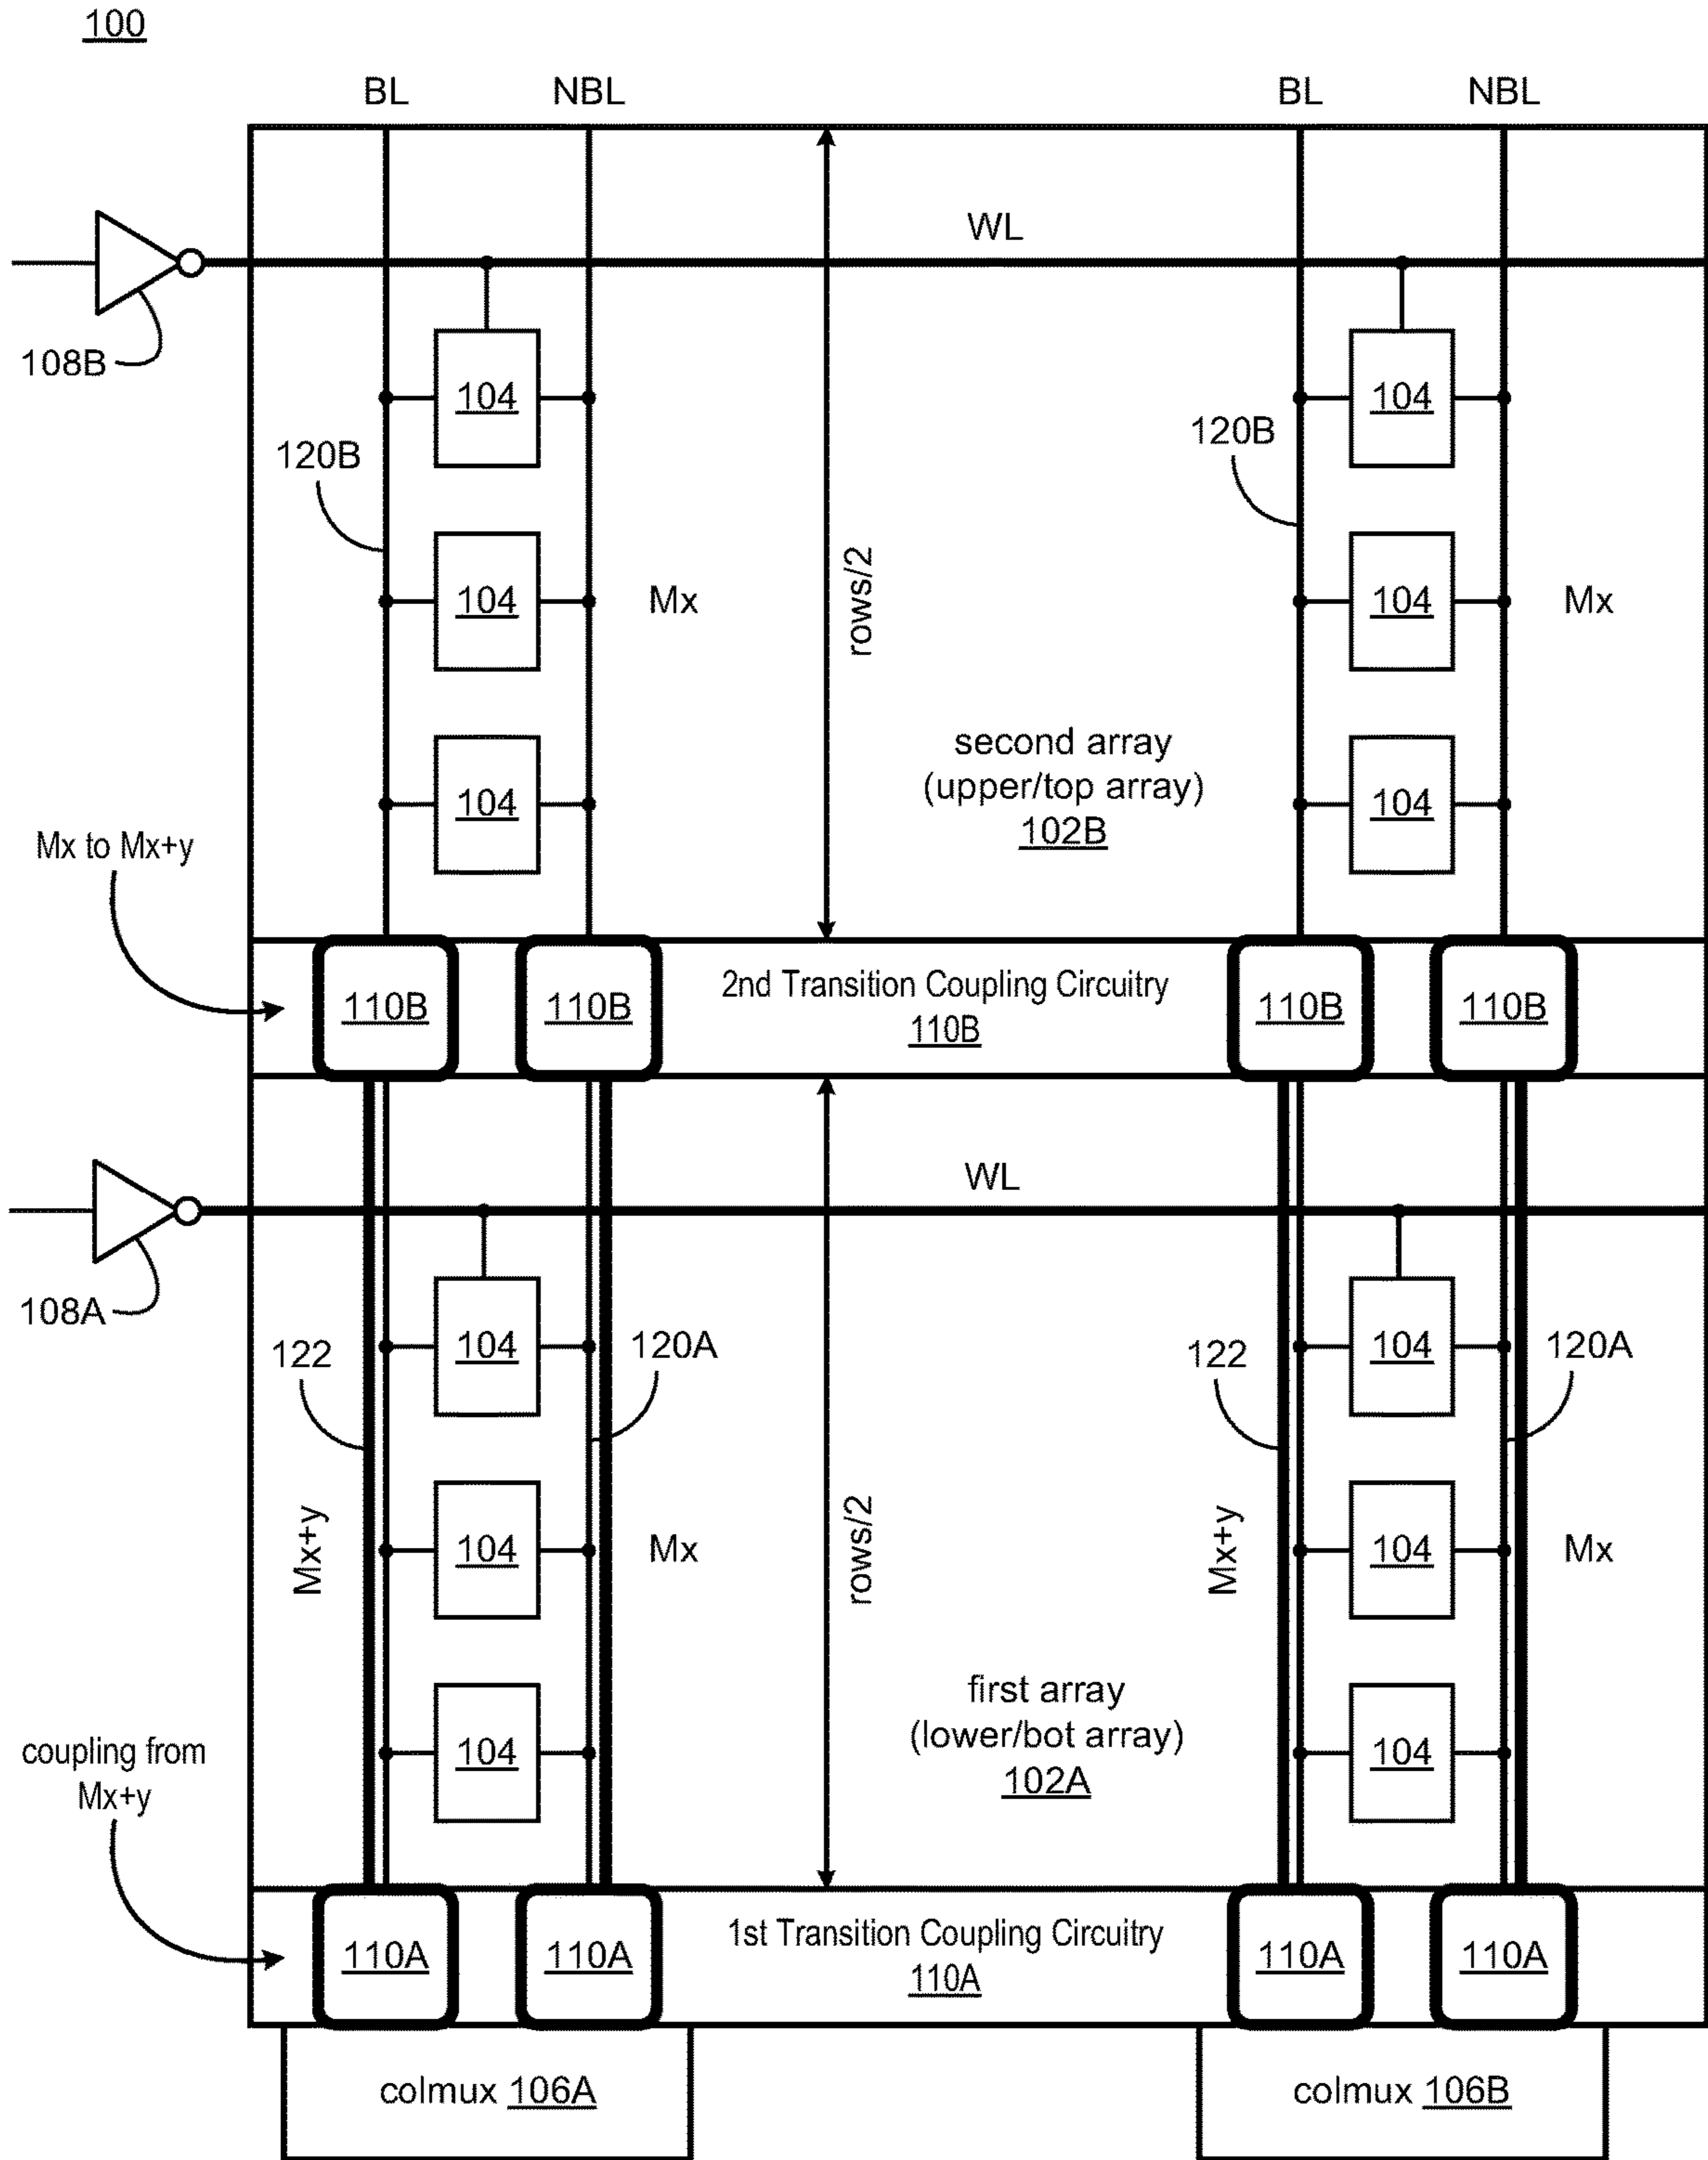 100
BL NBL BL NBL
WL
108B
104 104
120B 120B
104 Mx rows/2 104 Mx
second array
(upper/top array)
102B
104 104
Mx to Mx+y
110B 110B 2nd Transition Coupling Circuitry 110B 110B
110B
WL
108A
122 104 120A 122 104 120A
Mx+y 104 Mx rows/2 Mx+y 104 Mx
first array
(lower/bot array)
102A
104 104
coupling from
Mx+y
110A 110A 1st Transition Coupling Circuitry 110A 110A
110A
colmux 106A colmux 106B